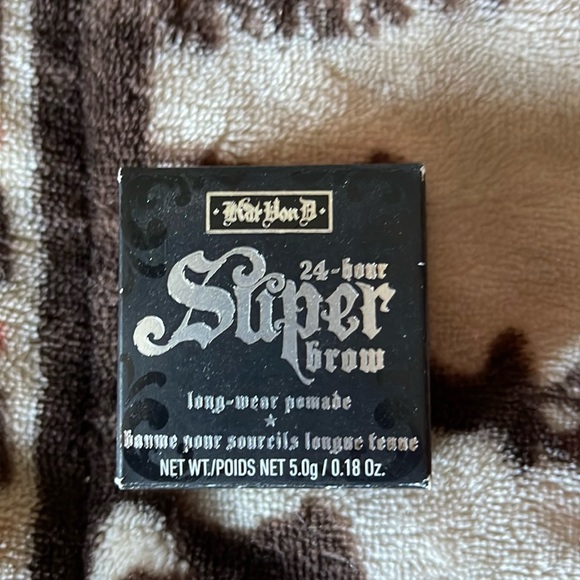 · Kat Von D ·
24-hour
Super
brow
long-wear pomade
baume pour sourcils longue tenue
NET WT./POIDS NET 5.0g / 0.18 Oz.